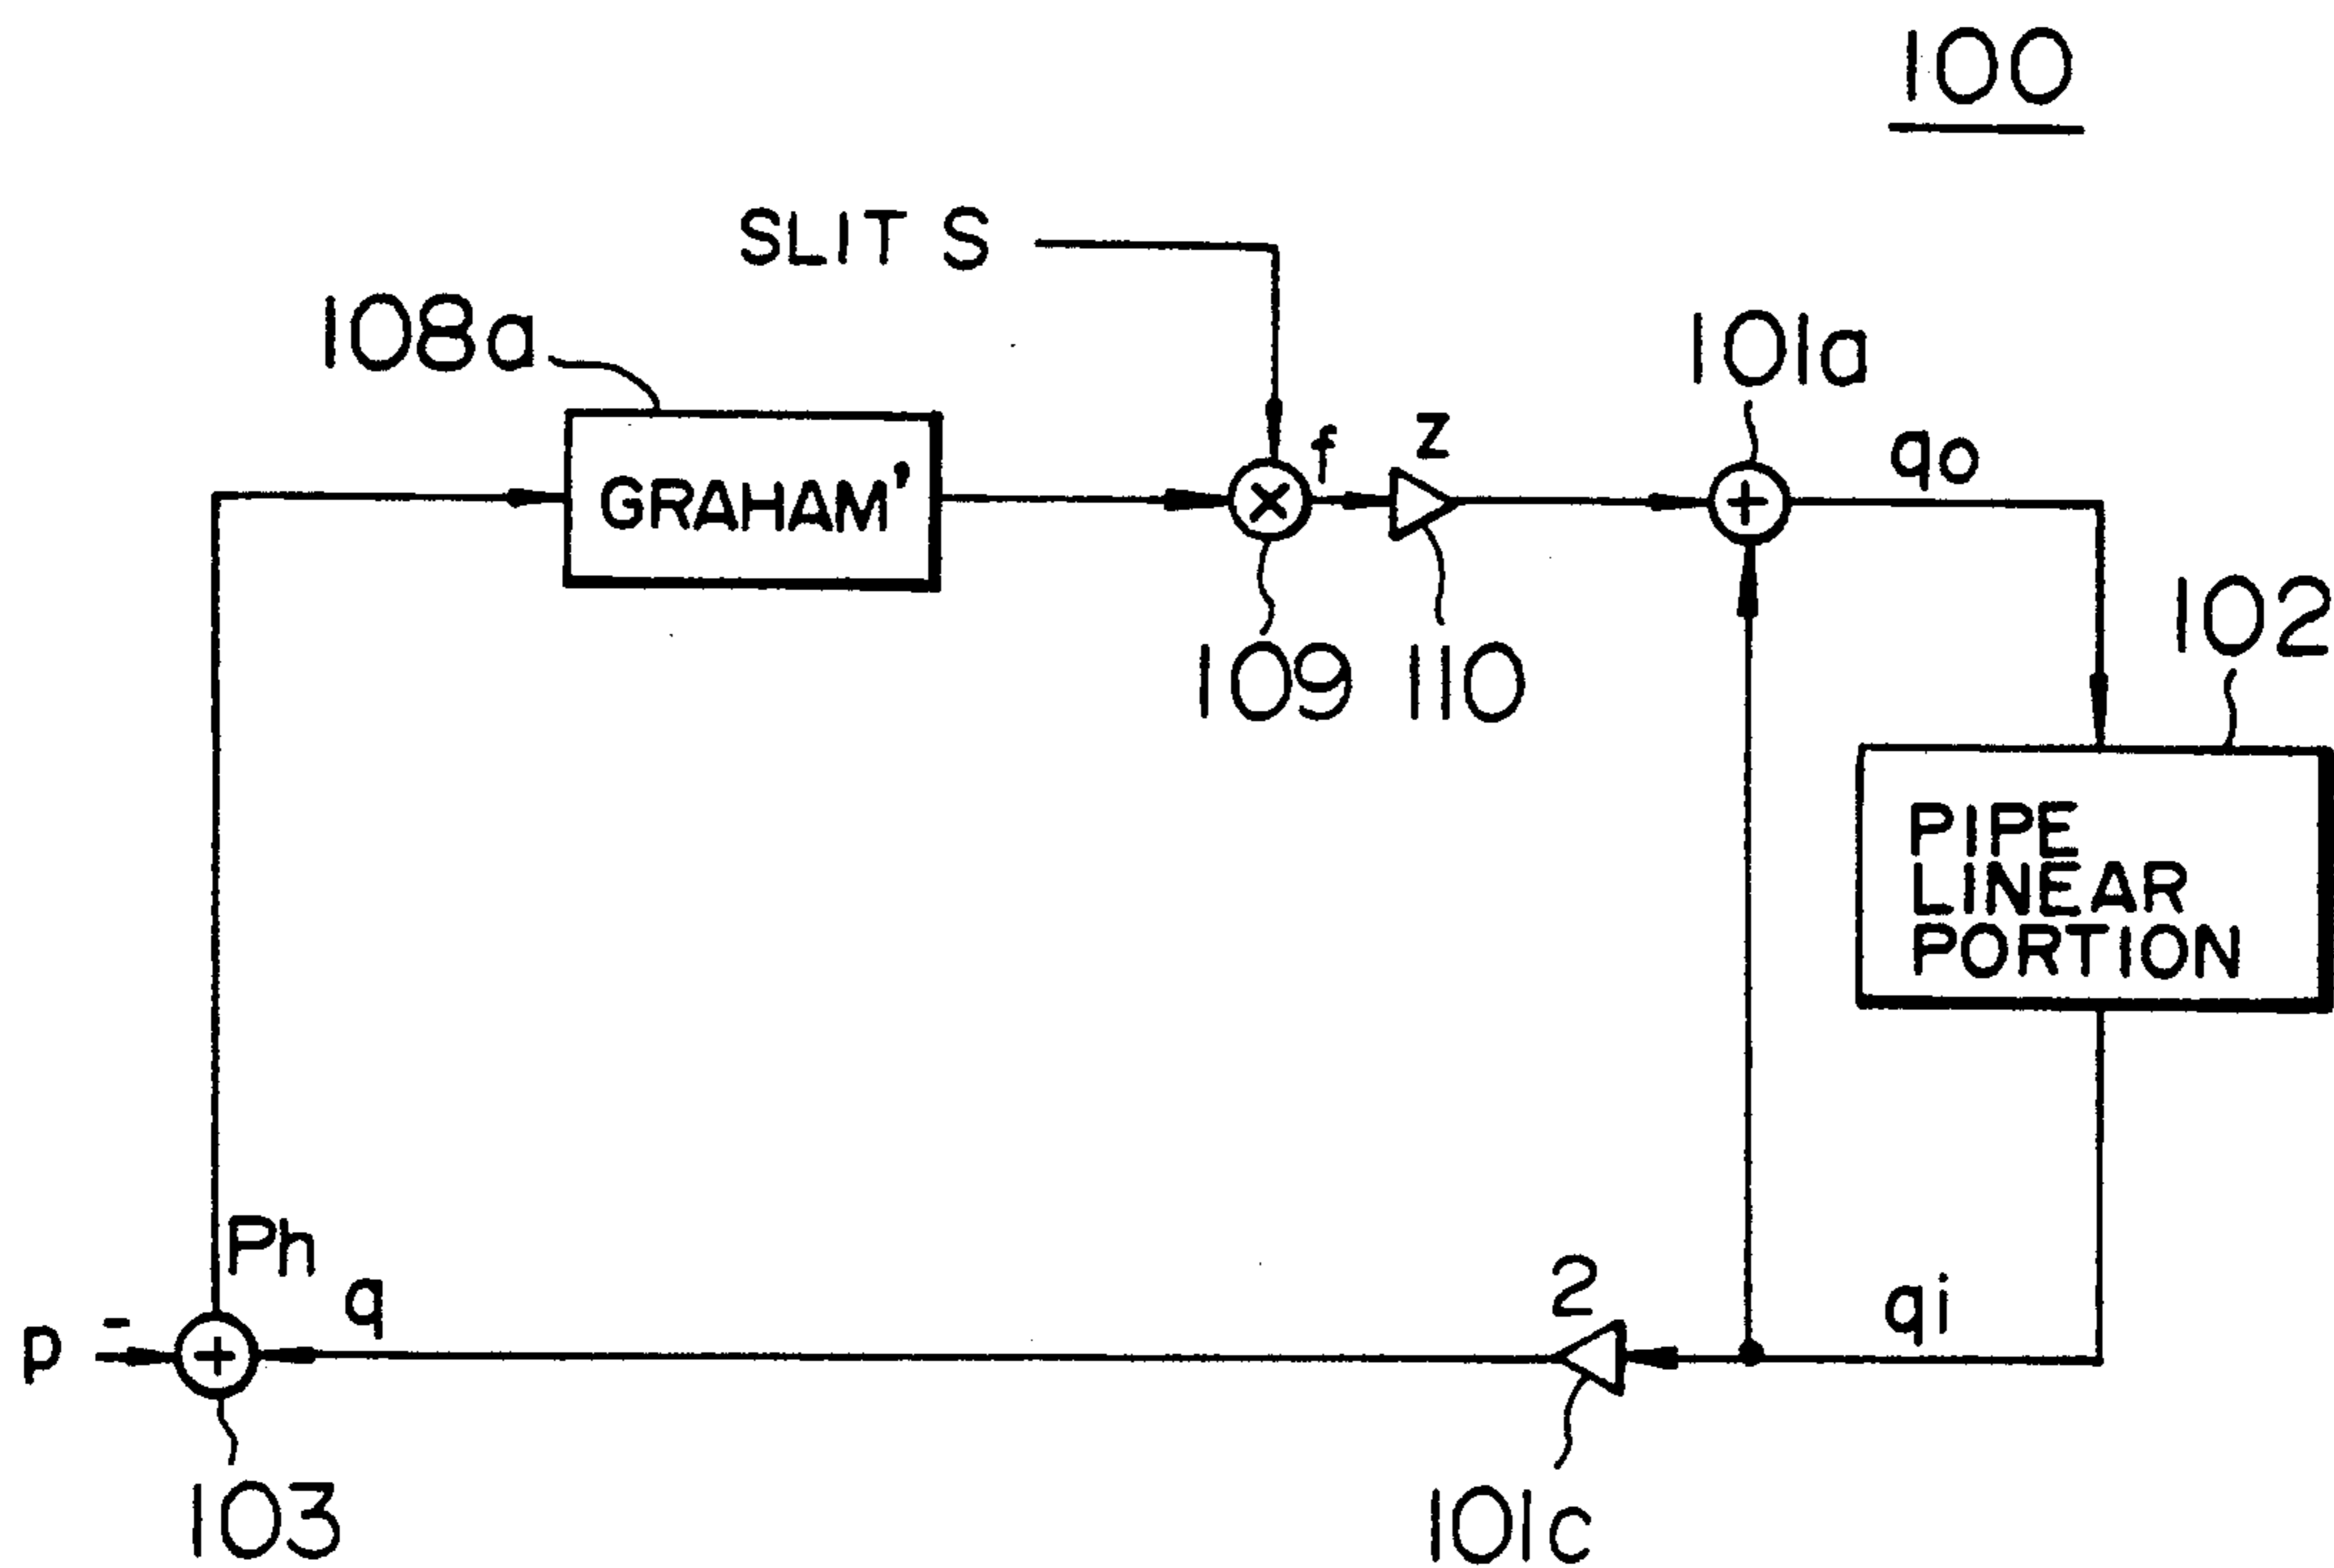 100
SLIT S
108a
101a
f
z
qo
GRAHAM'
×
+
102
109
110
PIPE
LINEAR
PORTION
Ph
q
2
qi
p
-
+
103
101c